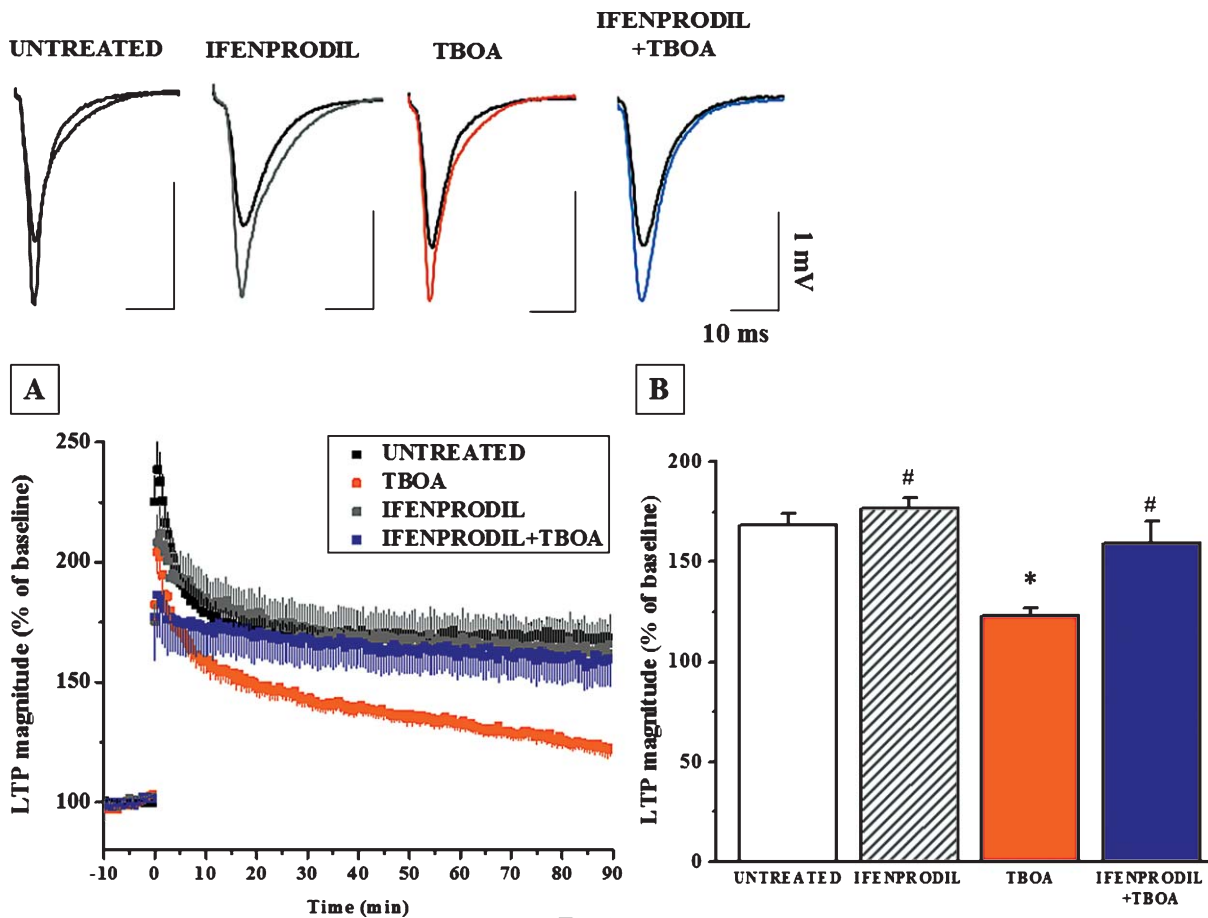 UNTREATED
IFENPRODIL
TBOA
IFENPRODIL
+TBOA
1 mV
10 ms
A
B
LTP magnitude (% of baseline)
250
200
150
100
UNTREATED
TBOA
IFENPRODIL
IFENPRODIL+TBOA
-10 0 10 20 30 40 50 60 70 80 90
Time (min)
LTP magnitude (% of baseline)
200
150
100
50
0
#
*
#
UNTREATED
IFENPRODIL
TBOA
IFENPRODIL
+TBOA